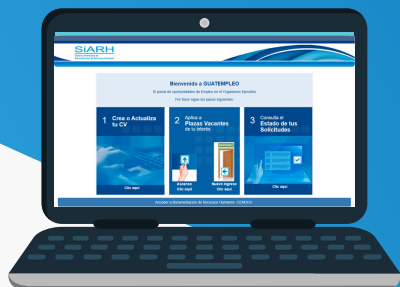 SiARH
Bienvenido a GUATEMPLEO
El portal de oportunidades de Empleo en el Organismo Ejecutivo
Por favor sigue los pasos siguientes:
1 Crea o Actualiza
tu CV
Clic aquí
2 Aplica a
Plazas Vacantes
de tu interés
Ascenso
Clic aquí
Nuevo Ingreso
Clic aquí
3 Consulta el
Estado de tus
Solicitudes
Clic aquí